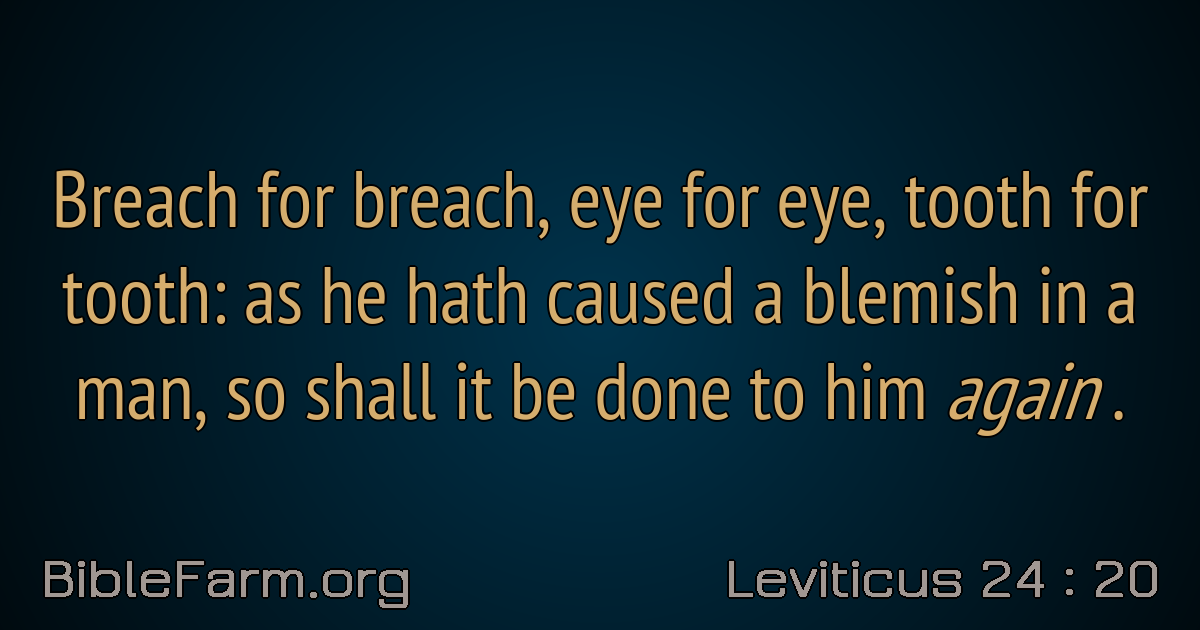 Breach for breach, eye for eye, tooth for
tooth: as he hath caused a blemish in a
man, so shall it be done to him again .
BibleFarm.org
Leviticus 24 : 20